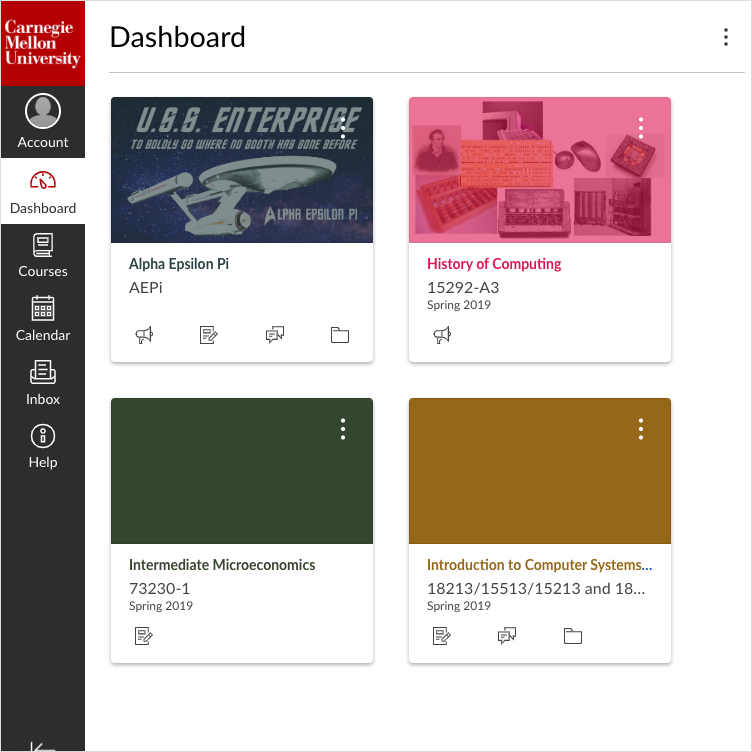 Carnegie
Mellon
University
Account
Dashboard
Courses
Calendar
Inbox
Help
Dashboard
U.S.S. ENTERPRISE
TO BOLDLY GO WHERE NO BOOTH HAS GONE BEFORE
ALPHA EPSILON PI
Alpha Epsilon Pi
AEPi
History of Computing
15292-A3
Spring 2019
Intermediate Microeconomics
73230-1
Spring 2019
Introduction to Computer Systems...
18213/15513/15213 and 18...
Spring 2019